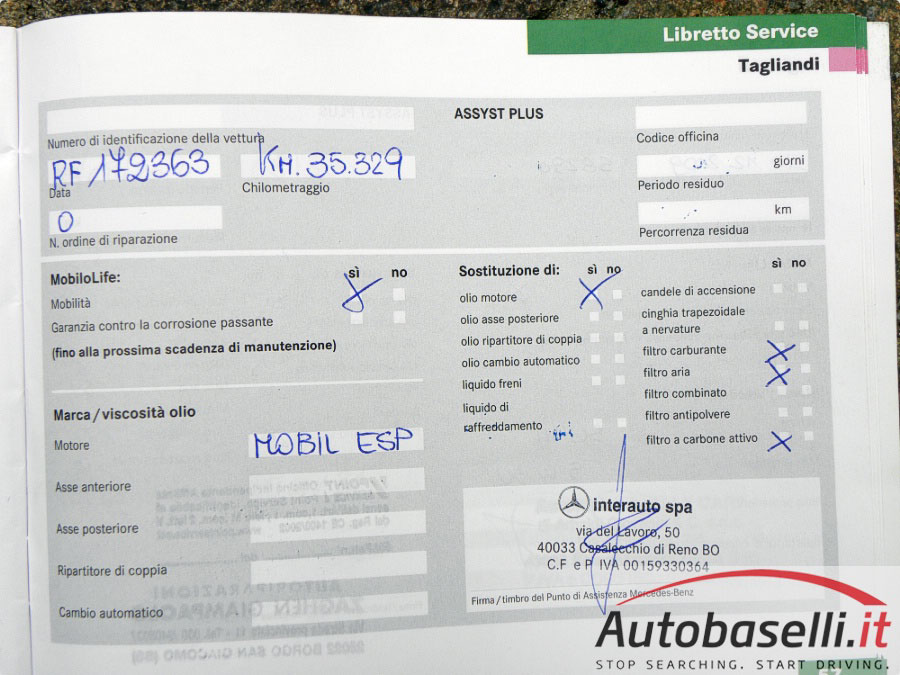 Libretto Service
Tagliandi
ASSYST PLUS
Numero di identificazione della vettura
Codice officina
RF 172363
KM. 35.329
giorni
Data
Chilometraggio
Periodo residuo
0
km
N. ordine di riparazione
Percorrenza residua
MobiloLife:
sì no
Mobilità
Garanzia contro la corrosione passante
(fino alla prossima scadenza di manutenzione)
Marca/viscosità olio
Motore
MOBIL ESP
Asse anteriore
Asse posteriore
Ripartitore di coppia
Cambio automatico
Sostituzione di:
sì no
olio motore
olio asse posteriore
olio ripartitore di coppia
olio cambio automatico
liquido freni
liquido di
raffreddamento
sì no
candele di accensione
cinghia trapezoidale
a nervature
filtro carburante
filtro aria
filtro combinato
filtro antipolvere
filtro a carbone attivo
interauto spa
via del Lavoro, 50
40033 Casalecchio di Reno BO
C.F e P IVA 00159330364
Firma/timbro del Punto di Assistenza Mercedes-Benz
Autobaselli.it
STOP SEARCHING. START DRIVING.